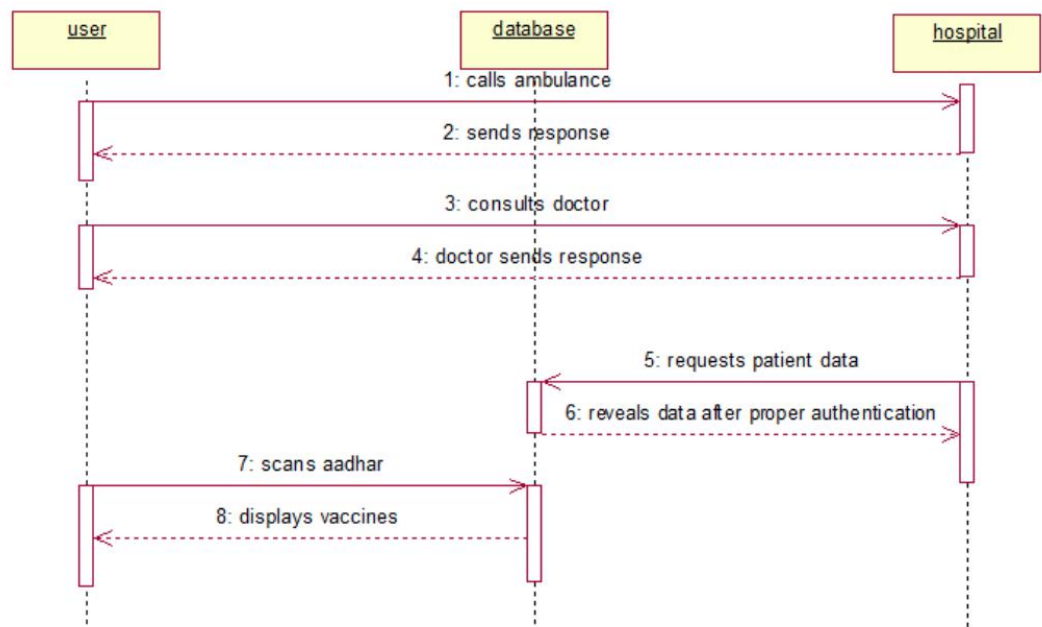 user
database
hospital
1: calls ambulance
2: sends response
3: consults doctor
4: doctor sends response
5: requests patient data
6: reveals data after proper authentication
7: scans aadhar
8: displays vaccines